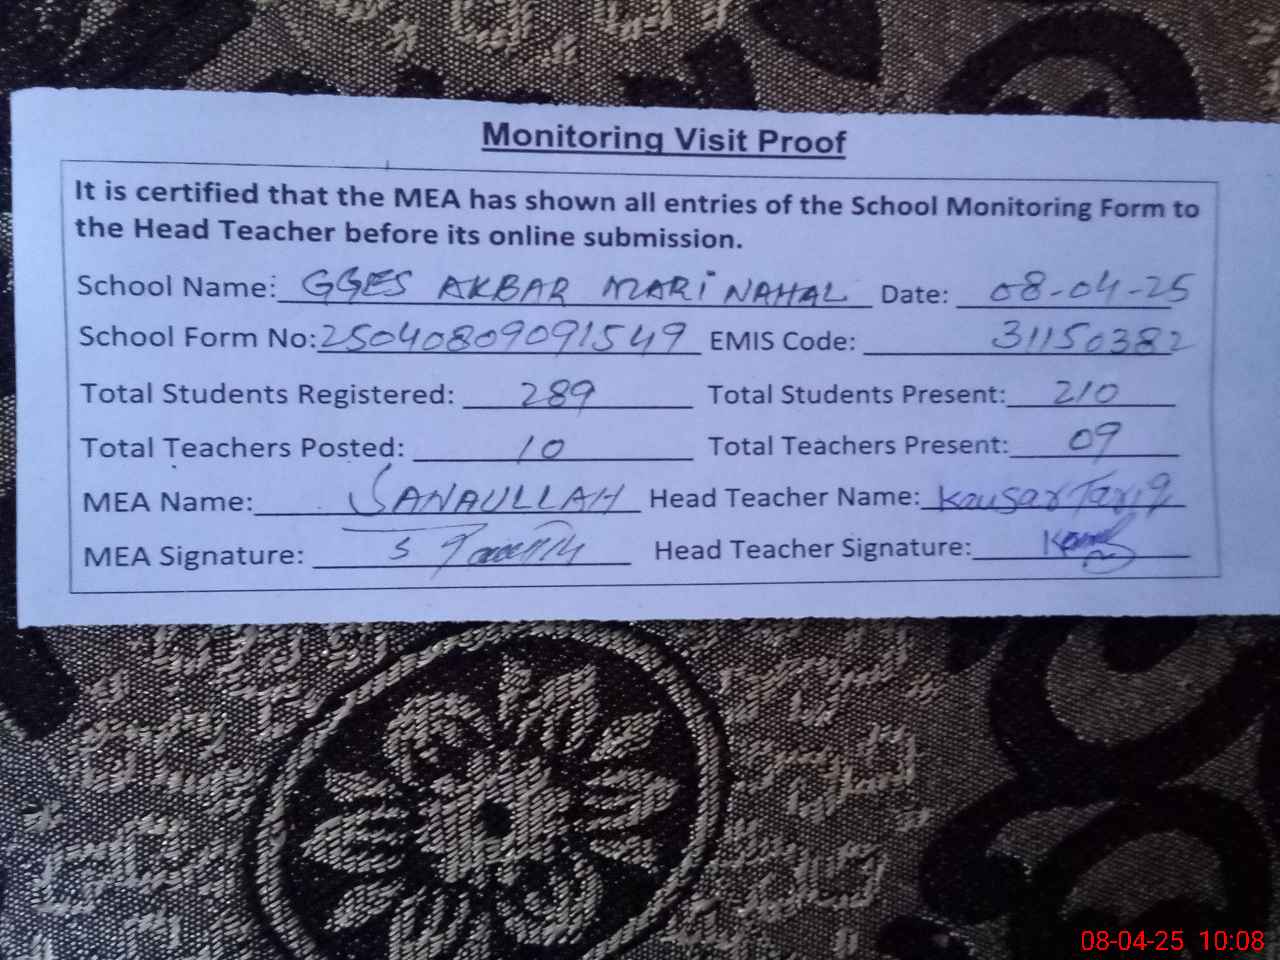 Monitoring Visit Proof
It is certified that the MEA has shown all entries of the School Monitoring Form to
the Head Teacher before its online submission.
School Name: GGES AKBAR MARI NAHAL Date: 08-04-25
School Form No: 25040809091549 EMIS Code: 31150382
Total Students Registered: 289 Total Students Present: 210
Total Teachers Posted: 10 Total Teachers Present: 09
MEA Name: SANAULLAH Head Teacher Name: Kausar Tariq
MEA Signature: Head Teacher Signature:
08-04-25 10:08